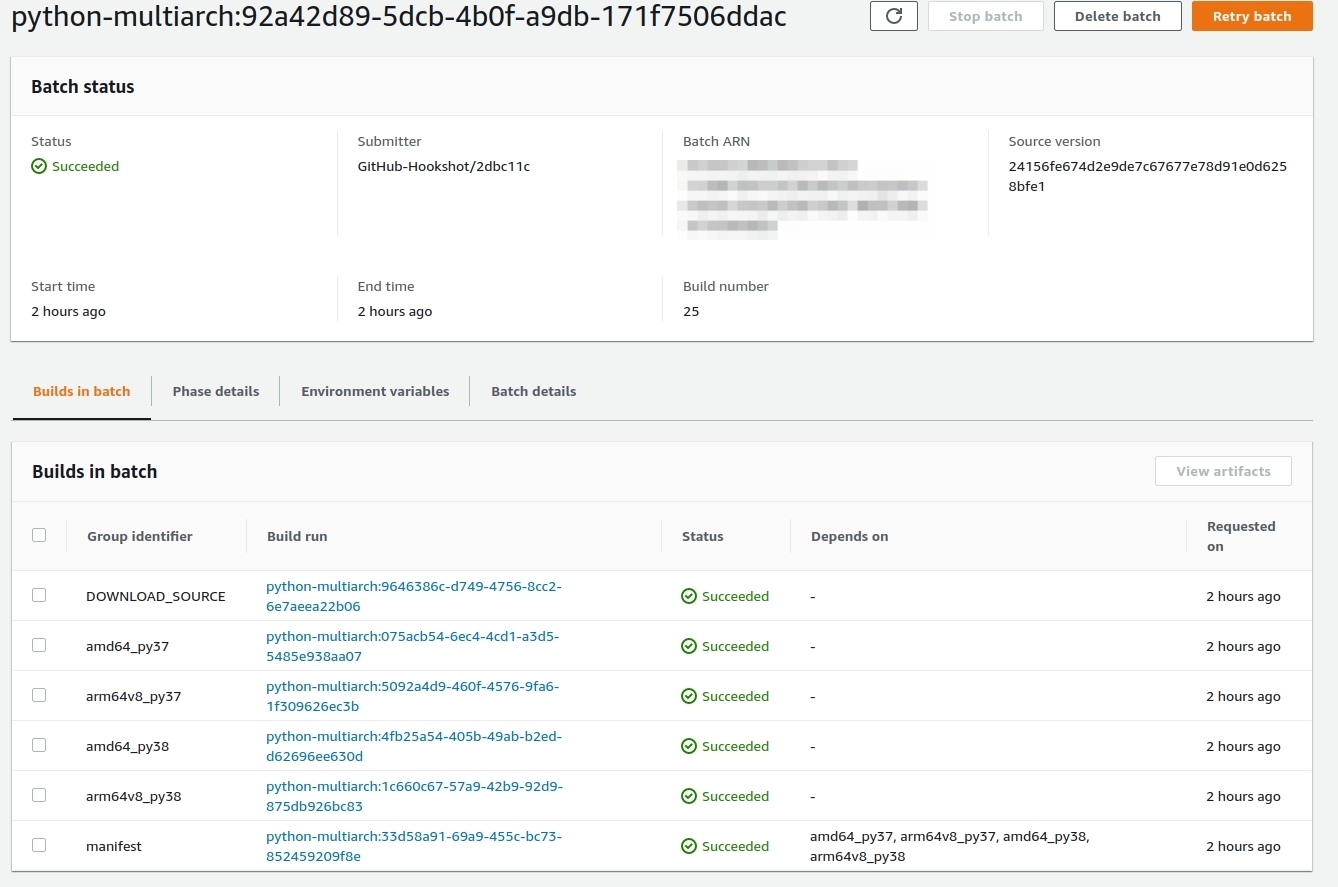 python-multiarch:92a42d89-5dcb-4b0f-a9db-171f7506ddac
Stop batch
Delete batch
Retry batch
Batch status
Status
Succeeded
Submitter
GitHub-Hookshot/2dbc11c
Batch ARN
Source version
24156fe674d2e9de7c67677e78d91e0d625
8bfe1
Start time
2 hours ago
End time
2 hours ago
Build number
25
Builds in batch
Phase details
Environment variables
Batch details
Builds in batch
View artifacts
Group identifier
Build run
Status
Depends on
Requested
on
DOWNLOAD_SOURCE
python-multiarch:9646386c-d749-4756-8cc2-
6e7aeea22b06
Succeeded
-
2 hours ago
amd64_py37
python-multiarch:075acb54-6ec4-4cd1-a3d5-
5485e938aa07
Succeeded
-
2 hours ago
arm64v8_py37
python-multiarch:5092a4d9-460f-4576-9fa6-
1f309626ec3b
Succeeded
-
2 hours ago
amd64_py38
python-multiarch:4fb25a54-405b-49ab-b2ed-
d62696ee630d
Succeeded
-
2 hours ago
arm64v8_py38
python-multiarch:1c660c67-57a9-42b9-92d9-
875db926bc83
Succeeded
-
2 hours ago
manifest
python-multiarch:33d58a91-69a9-455c-bc73-
852459209f8e
Succeeded
amd64_py37, arm64v8_py37, amd64_py38,
arm64v8_py38
2 hours ago